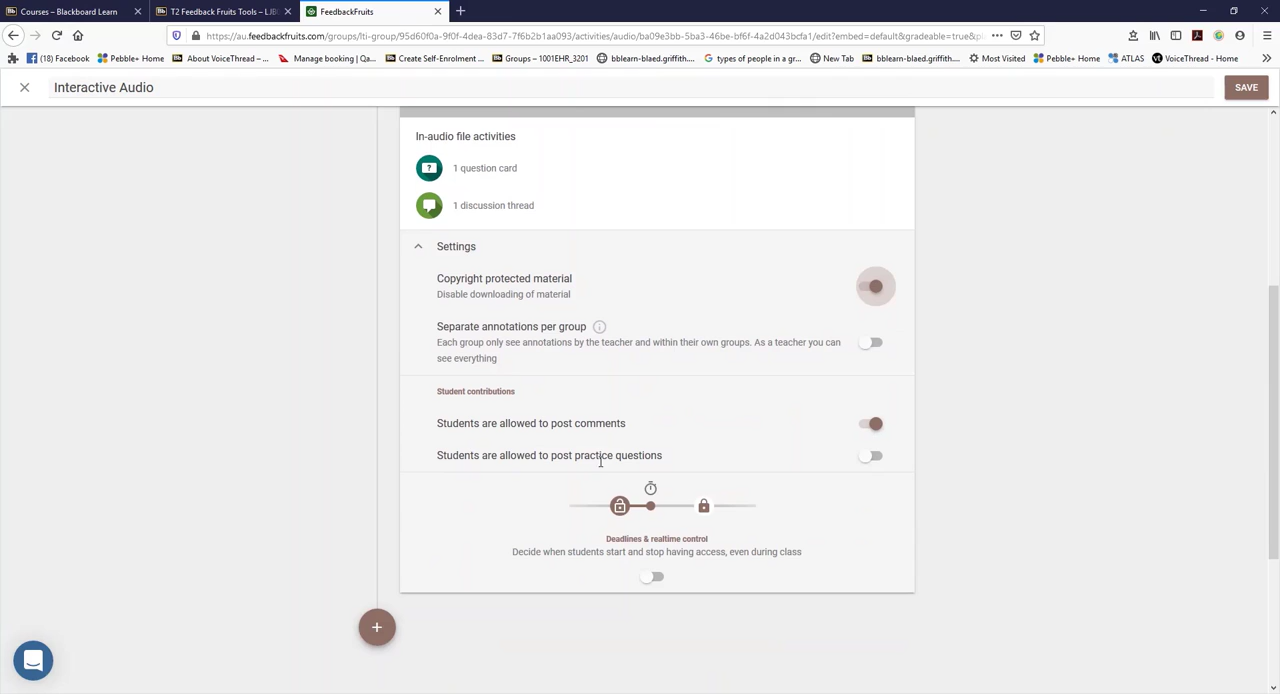 Courses – Blackboard Learn
T2 Feedback Fruits Tools – LJBL
FeedbackFruits
https://au.feedbackfruits.com/groups/lti-group/95d60f0a-9f0f-4dea-83d7-7f6b2b1aa093/activities/audio/ba09e3bb-5ba3-46be-bf6f-4a2d043bcfa1/edit?embed=default&gradeable=true&p
(18) Facebook
Pebble+ Home
About VoiceThread – ...
Manage booking | Qa...
Create Self-Enrolment ...
Groups – 1001EHR_3201
bblearn-blaed.griffith....
types of people in a gr...
New Tab
bblearn-blaed.griffith....
Most Visited
Pebble+ Home
ATLAS
VoiceThread - Home
Interactive Audio
SAVE
In-audio file activities
? 1 question card
1 discussion thread
Settings
Copyright protected material
Disable downloading of material
Separate annotations per group
Each group only see annotations by the teacher and within their own groups. As a teacher you can
see everything
Student contributions
Students are allowed to post comments
Students are allowed to post practice questions
Deadlines & realtime control
Decide when students start and stop having access, even during class